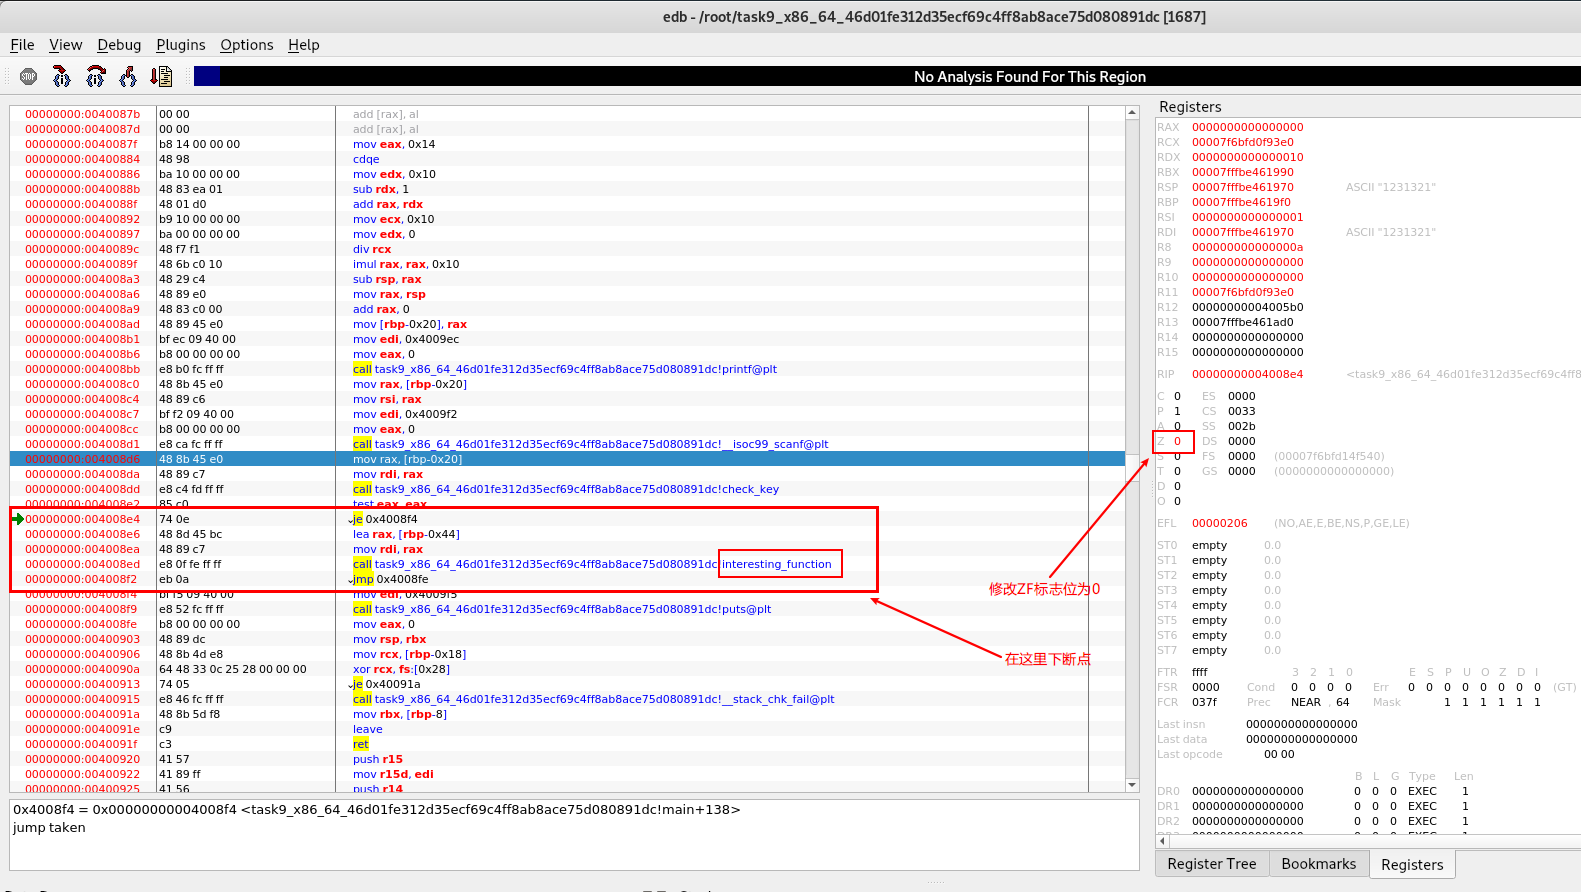 edb - /root/task9_x86_64_46d01fe312d35ecf69c4ff8ab8ace75d080891dc [1687]
File View Debug Plugins Options Help
STOP
No Analysis Found For This Region
00000000:0040087b 00 00 add [rax], al
00000000:0040087d 00 00 add [rax], al
00000000:0040087f b8 14 00 00 00 mov eax, 0x14
00000000:00400884 48 98 cdqe
00000000:00400886 ba 10 00 00 00 mov edx, 0x10
00000000:0040088b 48 83 ea 01 sub rdx, 1
00000000:0040088f 48 01 d0 add rax, rdx
00000000:00400892 b9 10 00 00 00 mov ecx, 0x10
00000000:00400897 ba 00 00 00 00 mov edx, 0
00000000:0040089c 48 f7 f1 div rcx
00000000:0040089f 48 6b c0 10 imul rax, rax, 0x10
00000000:004008a3 48 29 c4 sub rsp, rax
00000000:004008a6 48 89 e0 mov rax, rsp
00000000:004008a9 48 83 c0 00 add rax, 0
00000000:004008ad 48 89 45 e0 mov [rbp-0x20], rax
00000000:004008b1 bf ec 09 40 00 mov edi, 0x4009ec
00000000:004008b6 b8 00 00 00 00 mov eax, 0
00000000:004008bb e8 b0 fc ff ff call task9_x86_64_46d01fe312d35ecf69c4ff8ab8ace75d080891dc!printf@plt
00000000:004008c0 48 8b 45 e0 mov rax, [rbp-0x20]
00000000:004008c4 48 89 c6 mov rsi, rax
00000000:004008c7 bf f2 09 40 00 mov edi, 0x4009f2
00000000:004008cc b8 00 00 00 00 mov eax, 0
00000000:004008d1 e8 ca fc ff ff call task9_x86_64_46d01fe312d35ecf69c4ff8ab8ace75d080891dc!__isoc99_scanf@plt
00000000:004008d6 48 8b 45 e0 mov rax, [rbp-0x20]
00000000:004008da 48 89 c7 mov rdi, rax
00000000:004008dd e8 c4 fd ff ff call task9_x86_64_46d01fe312d35ecf69c4ff8ab8ace75d080891dc!check_key
00000000:004008e2 85 c0 test eax, eax
00000000:004008e4 74 0e je 0x4008f4
00000000:004008e6 48 8d 45 bc lea rax, [rbp-0x44]
00000000:004008ea 48 89 c7 mov rdi, rax
00000000:004008ed e8 0f fe ff ff call task9_x86_64_46d01fe312d35ecf69c4ff8ab8ace75d080891dc!interesting_function
00000000:004008f2 eb 0a jmp 0x4008fe
00000000:004008f4 bf f5 09 40 00 mov edi, 0x4009f5
00000000:004008f9 e8 52 fc ff ff call task9_x86_64_46d01fe312d35ecf69c4ff8ab8ace75d080891dc!puts@plt
00000000:004008fe b8 00 00 00 00 mov eax, 0
00000000:00400903 48 89 dc mov rsp, rbx
00000000:00400906 48 8b 4d e8 mov rcx, [rbp-0x18]
00000000:0040090a 64 48 33 0c 25 28 00 00 00 xor rcx, fs:[0x28]
00000000:00400913 74 05 je 0x40091a
00000000:00400915 e8 46 fc ff ff call task9_x86_64_46d01fe312d35ecf69c4ff8ab8ace75d080891dc!__stack_chk_fail@plt
00000000:0040091a 48 8b 5d f8 mov rbx, [rbp-8]
00000000:0040091e c9 leave
00000000:0040091f c3 ret
00000000:00400920 41 57 push r15
00000000:00400922 41 89 ff mov r15d, edi
00000000:00400925 41 56 push r14
修改ZF标志位为0
在这里下断点
0x4008f4 = 0x00000000004008f4 <task9_x86_64_46d01fe312d35ecf69c4ff8ab8ace75d080891dc!main+138>
jump taken
Registers
RAX 0000000000000000
RCX 00007f6bfd0f93e0
RDX 0000000000000010
RBX 00007fffbe461990
RSP 00007fffbe461970 ASCII "1231321"
RBP 00007fffbe4619f0
RSI 0000000000000001
RDI 00007fffbe461970 ASCII "1231321"
R8 000000000000000a
R9 0000000000000000
R10 0000000000000000
R11 00007f6bfd0f93e0
R12 00000000004005b0
R13 00007fffbe461ad0
R14 0000000000000000
R15 0000000000000000
RIP 00000000004008e4 <task9_x86_64_46d01fe312d35ecf69c4ff8
C 0 ES 0000
P 1 CS 0033
A 0 SS 002b
Z 0 DS 0000
S 0 FS 0000 (00007f6bfd14f540)
T 0 GS 0000 (0000000000000000)
D 0
O 0
EFL 00000206 (NO,AE,E,BE,NS,P,GE,LE)
ST0 empty 0.0
ST1 empty 0.0
ST2 empty 0.0
ST3 empty 0.0
ST4 empty 0.0
ST5 empty 0.0
ST6 empty 0.0
ST7 empty 0.0
FTR ffff 3 2 1 0 E S P U O Z D I
FSR 0000 Cond 0 0 0 0 Err 0 0 0 0 0 0 0 0 (GT)
FCR 037f Prec NEAR , 64 Mask 1 1 1 1 1 1
Last insn 0000000000000000
Last data 0000000000000000
Last opcode 00 00
B L G Type Len
DR0 0000000000000000 0 0 0 EXEC 1
DR1 0000000000000000 0 0 0 EXEC 1
DR2 0000000000000000 0 0 0 EXEC 1
Register Tree Bookmarks Registers